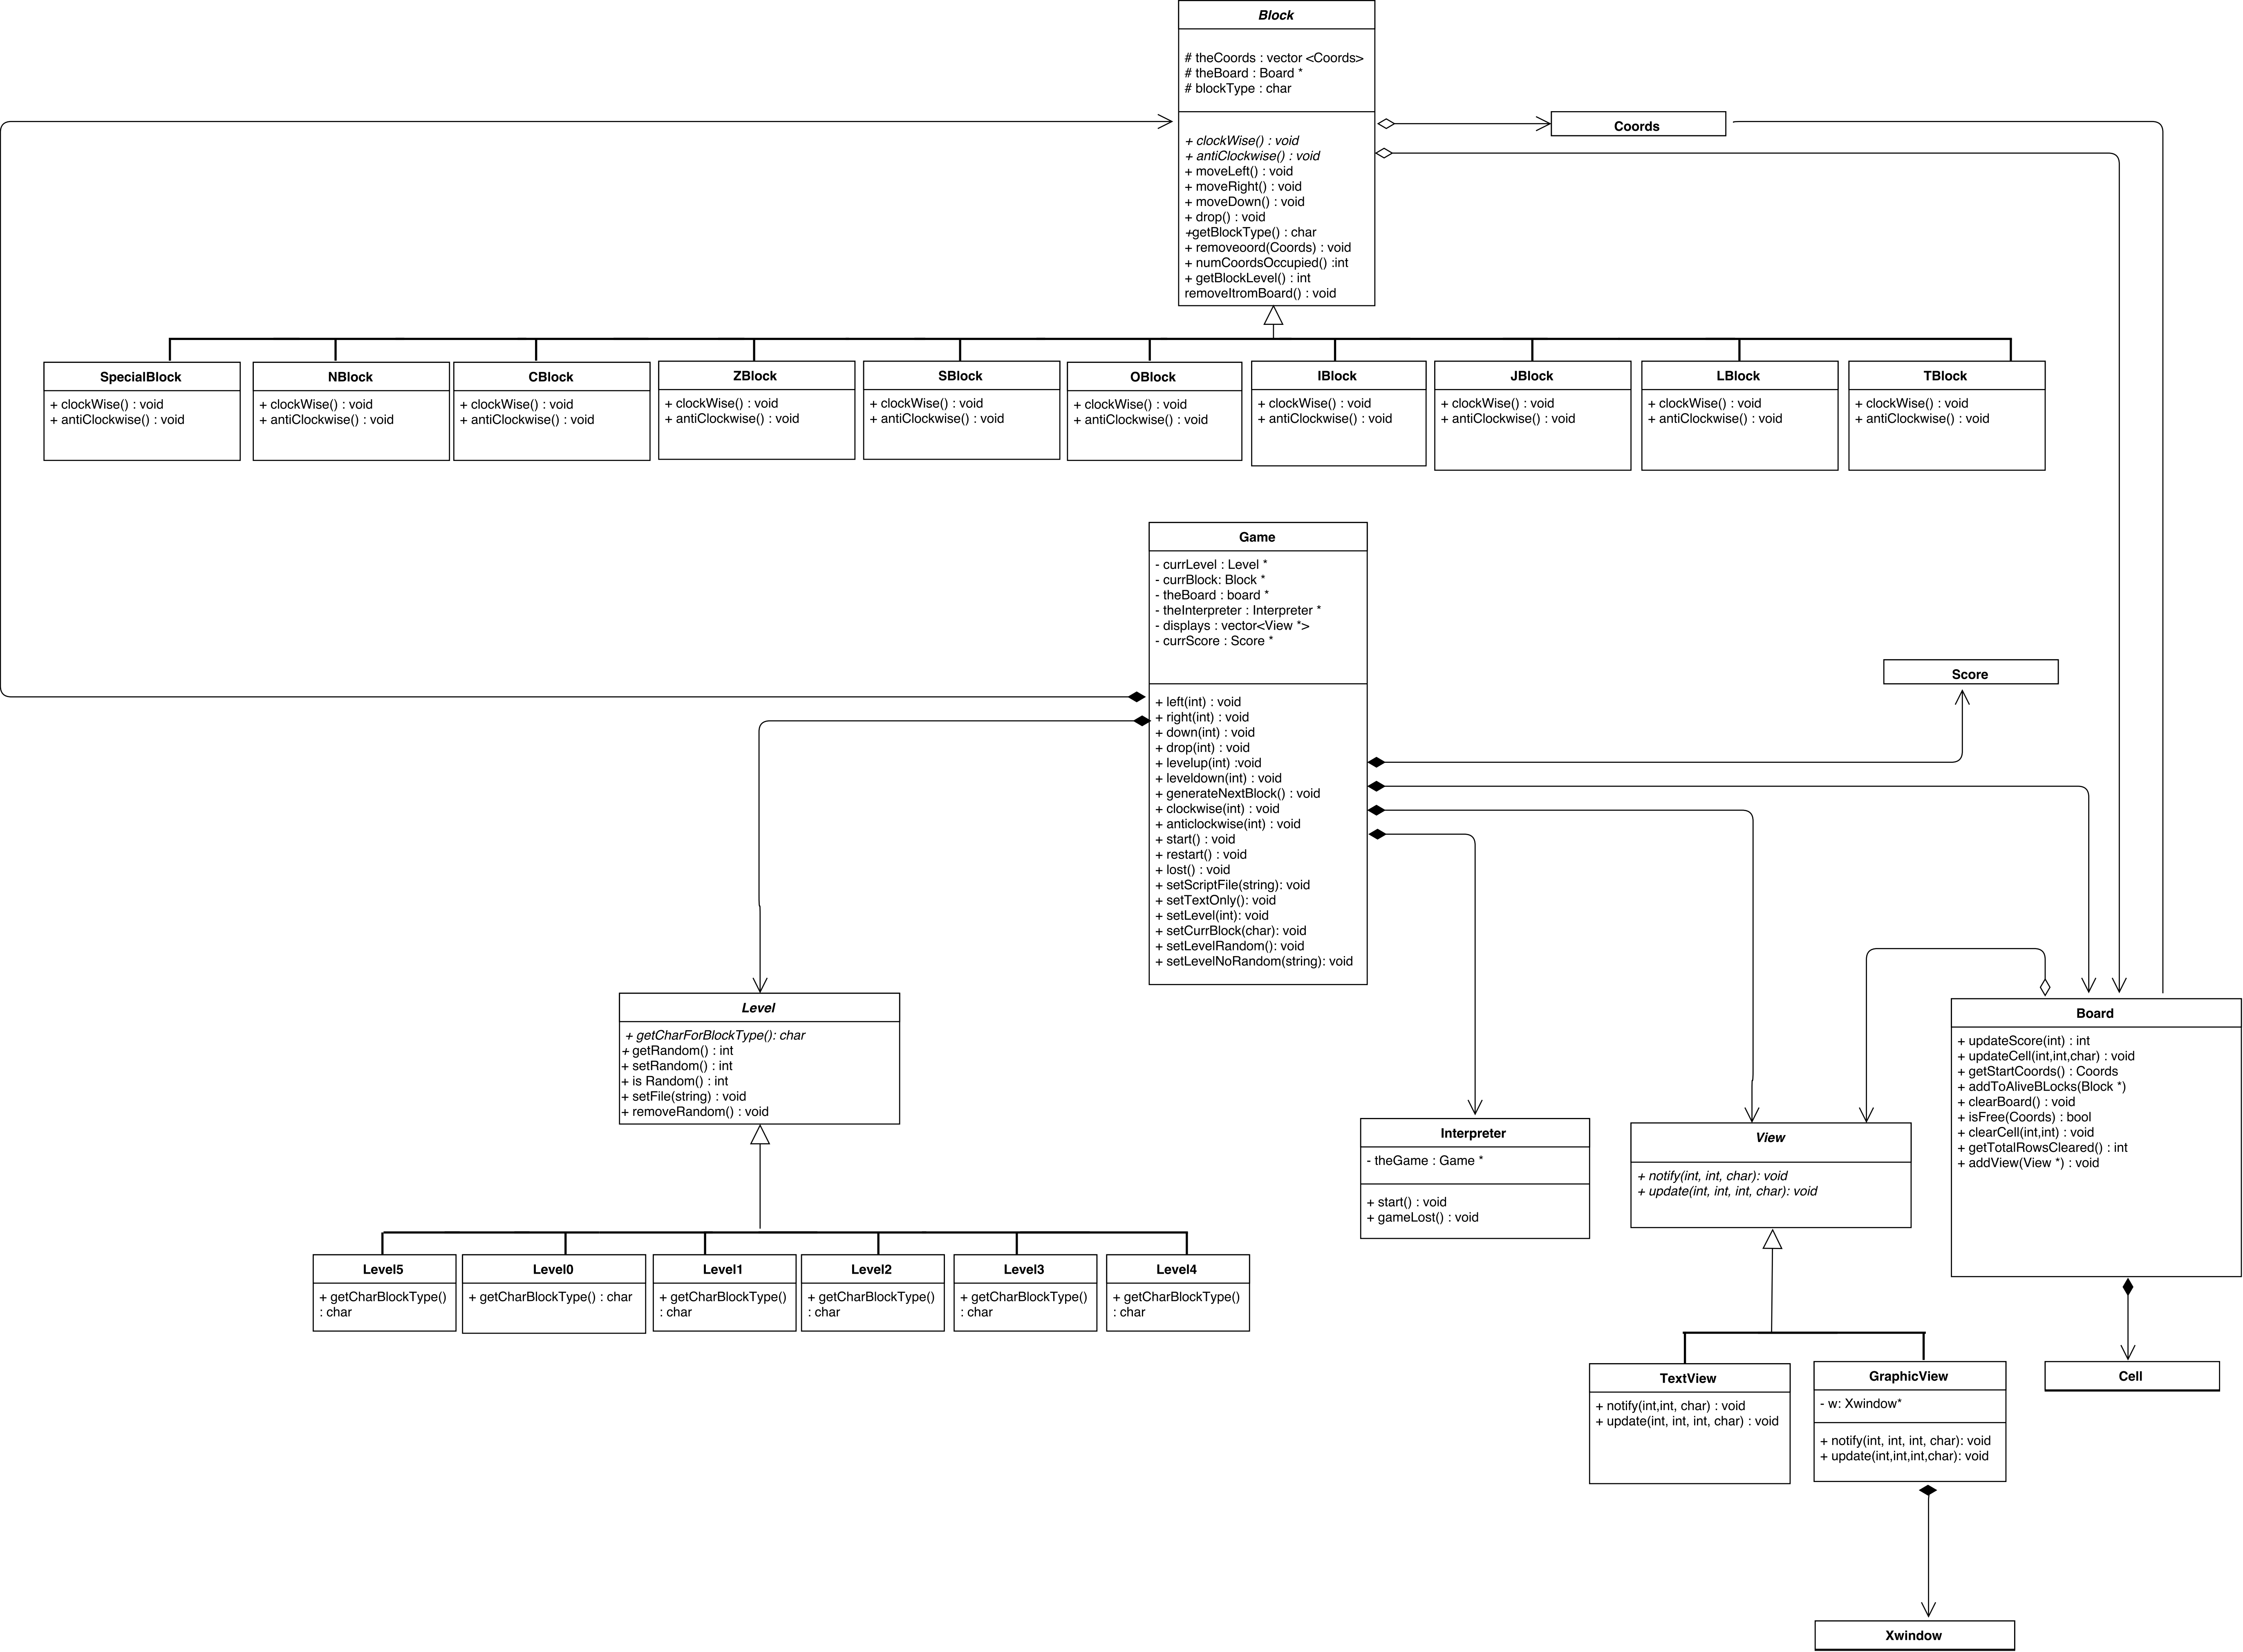 Block
# theCoords : vector <Coords>
# theBoard : Board *
# blockType : char
+ clockWise() : void
+ antiClockwise() : void
+ moveLeft() : void
+ moveRight() : void
+ moveDown() : void
+ drop() : void
+getBlockType() : char
+ removeoord(Coords) : void
+ numCoordsOccupied() :int
+ getBlockLevel() : int
removeItromBoard() : void
Coords
SpecialBlock
+ clockWise() : void
+ antiClockwise() : void
NBlock
+ clockWise() : void
+ antiClockwise() : void
CBlock
+ clockWise() : void
+ antiClockwise() : void
ZBlock
+ clockWise() : void
+ antiClockwise() : void
SBlock
+ clockWise() : void
+ antiClockwise() : void
OBlock
+ clockWise() : void
+ antiClockwise() : void
IBlock
+ clockWise() : void
+ antiClockwise() : void
JBlock
+ clockWise() : void
+ antiClockwise() : void
LBlock
+ clockWise() : void
+ antiClockwise() : void
TBlock
+ clockWise() : void
+ antiClockwise() : void
Game
- currLevel : Level *
- currBlock: Block *
- theBoard : board *
- theInterpreter : Interpreter *
- displays : vector<View *>
- currScore : Score *
+ left(int) : void
+ right(int) : void
+ down(int) : void
+ drop(int) : void
+ levelup(int) :void
+ leveldown(int) : void
+ generateNextBlock() : void
+ clockwise(int) : void
+ anticlockwise(int) : void
+ start() : void
+ restart() : void
+ lost() : void
+ setScriptFile(string): void
+ setTextOnly(): void
+ setLevel(int): void
+ setCurrBlock(char): void
+ setLevelRandom(): void
+ setLevelNoRandom(string): void
Score
Level
+ getCharForBlockType(): char
+ getRandom() : int
+ setRandom() : int
+ is Random() : int
+ setFile(string) : void
+ removeRandom() : void
Board
+ updateScore(int) : int
+ updateCell(int,int,char) : void
+ getStartCoords() : Coords
+ addToAliveBLocks(Block *)
+ clearBoard() : void
+ isFree(Coords) : bool
+ clearCell(int,int) : void
+ getTotalRowsCleared() : int
+ addView(View *) : void
Interpreter
- theGame : Game *
+ start() : void
+ gameLost() : void
View
+ notify(int, int, char): void
+ update(int, int, int, char): void
Level5
+ getCharBlockType()
: char
Level0
+ getCharBlockType() : char
Level1
+ getCharBlockType()
: char
Level2
+ getCharBlockType()
: char
Level3
+ getCharBlockType()
: char
Level4
+ getCharBlockType()
: char
TextView
+ notify(int,int, char) : void
+ update(int, int, int, char) : void
GraphicView
- w: Xwindow*
+ notify(int, int, int, char): void
+ update(int,int,int,char): void
Cell
Xwindow